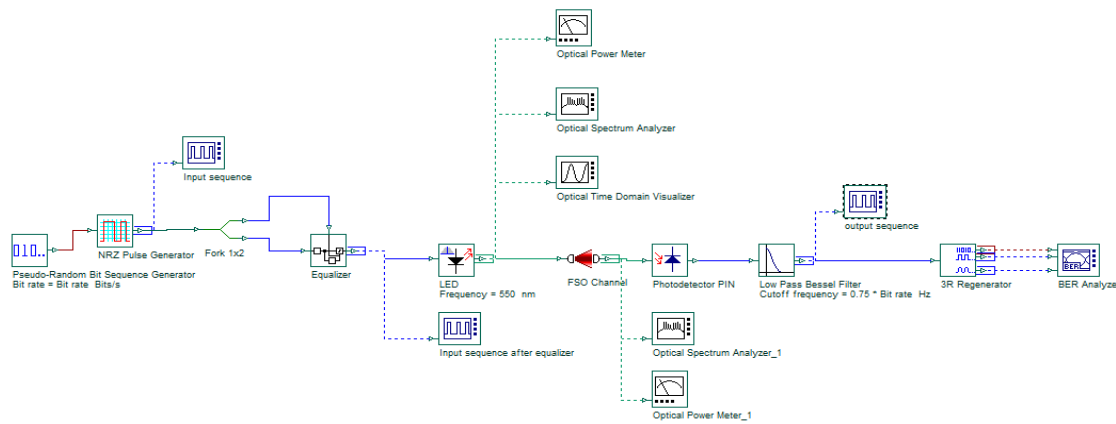 Optical Power Meter
Optical Spectrum Analyzer
Input sequence
Optical Time Domain Visualizer
output sequence
010..
NRZ Pulse Generator
Fork 1x2
Pseudo-Random Bit Sequence Generator
Bit rate = Bit rate Bits/s
Equalizer
LED
Frequency = 550 nm
FSO Channel
Photodetector PIN
Low Pass Bessel Filter
Cutoff frequency = 0.75 * Bit rate Hz
3R Regenerator
BER
BER Analyze
Input sequence after equalizer
Optical Spectrum Analyzer_1
Optical Power Meter_1